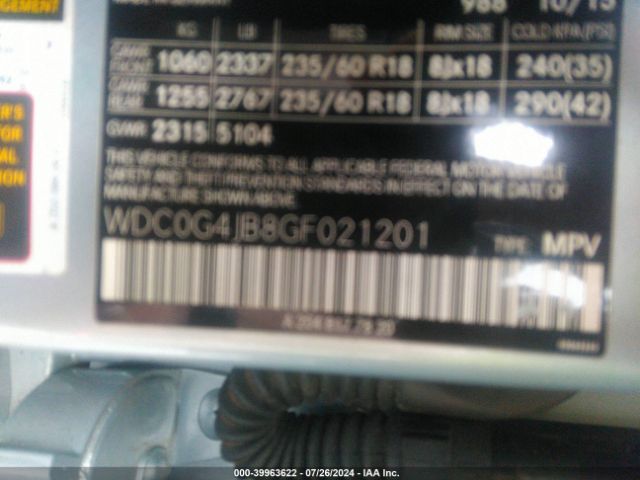 988 10/15
KG LB TIRES RIM SIZE COLD KPA(PSI)
GAWR FRONT 1060 2337 235/60 R18 8Jx18 240(35)
GAWR REAR 1255 2767 235/60 R18 8Jx18 290(42)
GVWR 2315 5104
THIS VEHICLE CONFORMS TO ALL APPLICABLE FEDERAL MOTOR VEHICLE
SAFETY AND THEFT PREVENTION STANDARDS IN EFFECT ON THE DATE OF
MANUFACTURE SHOWN ABOVE.
WDC0G4JB8GF021201 TYPE: MPV
000-39963622 - 07/26/2024 - IAA Inc.